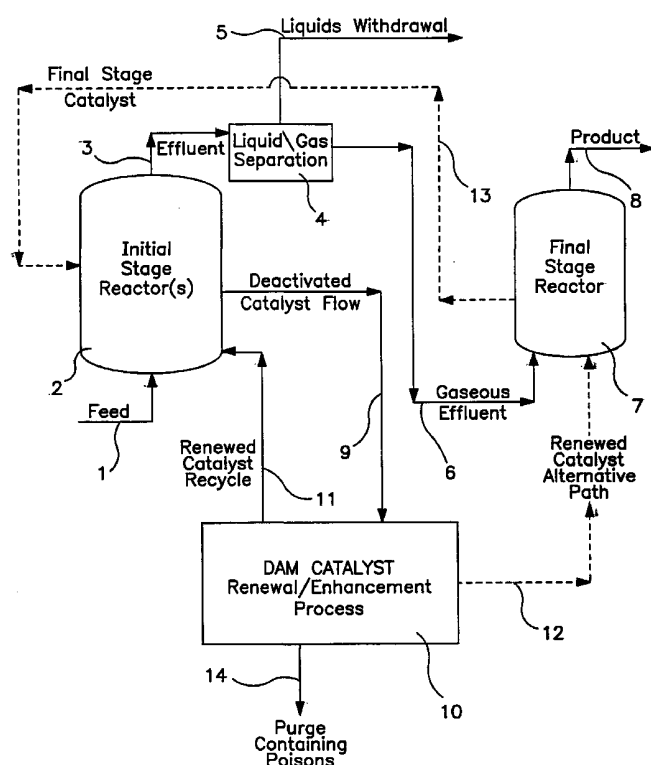 5
Liquids Withdrawal
Final Stage
Catalyst
3
Effluent
Liquid\Gas
Separation
4
13
Product
8
Initial
Stage
Reactor(s)
Final
Stage
Reactor
Deactivated
Catalyst Flow
2
7
Feed
1
Gaseous
Effluent
6
9
Renewed
Catalyst
Recycle
11
Renewed
Catalyst
Alternative
Path
DAM CATALYST
Renewal/Enhancement
Process
12
10
14
Purge
Containing
Poisons